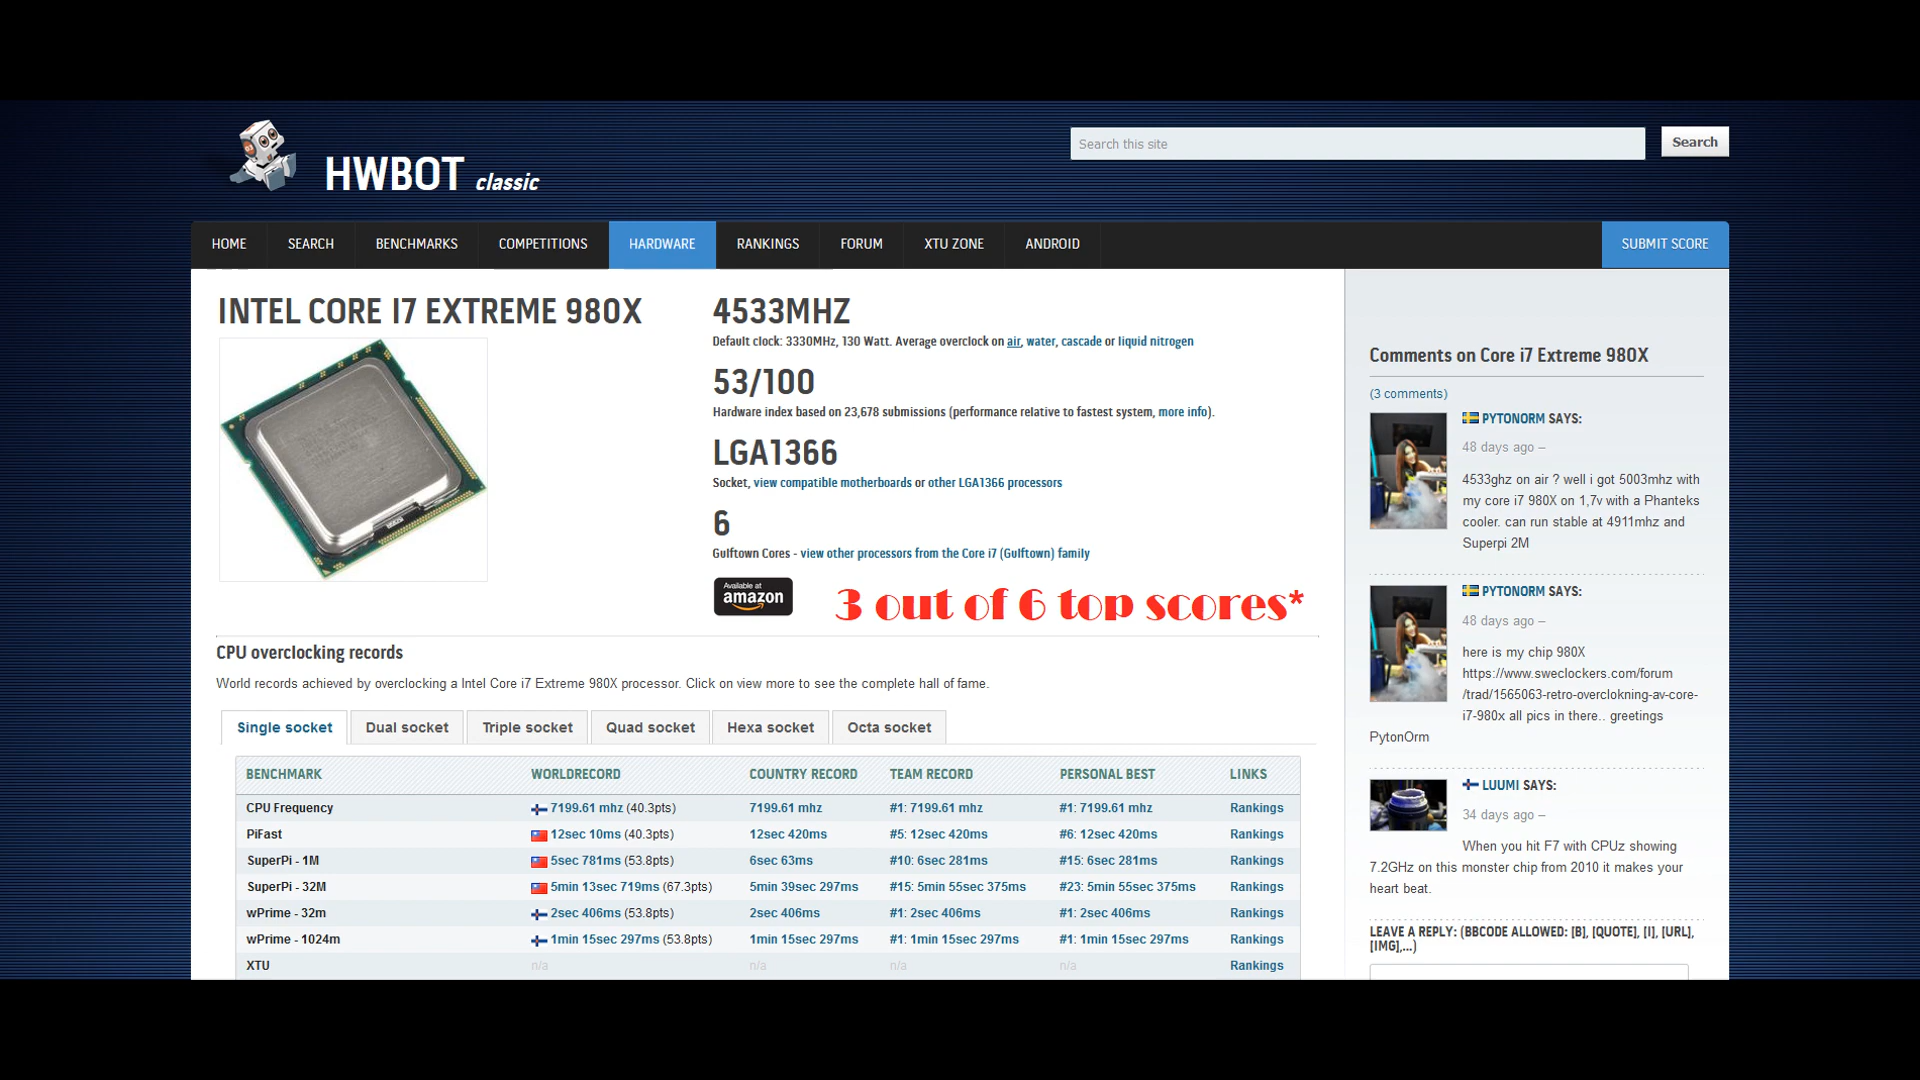 HWBOT classic
Search this site
Search
HOME SEARCH BENCHMARKS COMPETITIONS HARDWARE RANKINGS FORUM XTU ZONE ANDROID SUBMIT SCORE
INTEL CORE I7 EXTREME 980X
4533MHZ
Default clock: 3330MHz, 130 Watt. Average overclock on air, water, cascade or liquid nitrogen
53/100
Hardware index based on 23,678 submissions (performance relative to fastest system, more info).
LGA1366
Socket, view compatible motherboards or other LGA1366 processors
6
Gulftown Cores - view other processors from the Core i7 (Gulftown) family
Available at
amazon
3 out of 6 top scores*
CPU overclocking records
World records achieved by overclocking a Intel Core i7 Extreme 980X processor. Click on view more to see the complete hall of fame.
Single socket Dual socket Triple socket Quad socket Hexa socket Octa socket
BENCHMARK WORLDRECORD COUNTRY RECORD TEAM RECORD PERSONAL BEST LINKS
CPU Frequency 7199.61 mhz (40.3pts) 7199.61 mhz #1: 7199.61 mhz #1: 7199.61 mhz Rankings
PiFast 12sec 10ms (40.3pts) 12sec 420ms #5: 12sec 420ms #6: 12sec 420ms Rankings
SuperPi - 1M 5sec 781ms (53.8pts) 6sec 63ms #10: 6sec 281ms #15: 6sec 281ms Rankings
SuperPi - 32M 5min 13sec 719ms (67.3pts) 5min 39sec 297ms #15: 5min 55sec 375ms #23: 5min 55sec 375ms Rankings
wPrime - 32m 2sec 406ms (53.8pts) 2sec 406ms #1: 2sec 406ms #1: 2sec 406ms Rankings
wPrime - 1024m 1min 15sec 297ms (53.8pts) 1min 15sec 297ms #1: 1min 15sec 297ms #1: 1min 15sec 297ms Rankings
XTU n/a n/a n/a n/a Rankings
Comments on Core i7 Extreme 980X
(3 comments)
PYTONORM SAYS:
48 days ago –
4533ghz on air ? well i got 5003mhz with
my core i7 980X on 1,7v with a Phanteks
cooler. can run stable at 4911mhz and
Superpi 2M
PYTONORM SAYS:
48 days ago –
here is my chip 980X
https://www.sweclockers.com/forum
/trad/1565063-retro-overclokning-av-core-
i7-980x all pics in there.. greetings
PytonOrm
LUUMI SAYS:
34 days ago –
When you hit F7 with CPUz showing
7.2GHz on this monster chip from 2010 it makes your
heart beat.
LEAVE A REPLY: (BBCODE ALLOWED: [B], [QUOTE], [I], [URL],
[IMG],...)